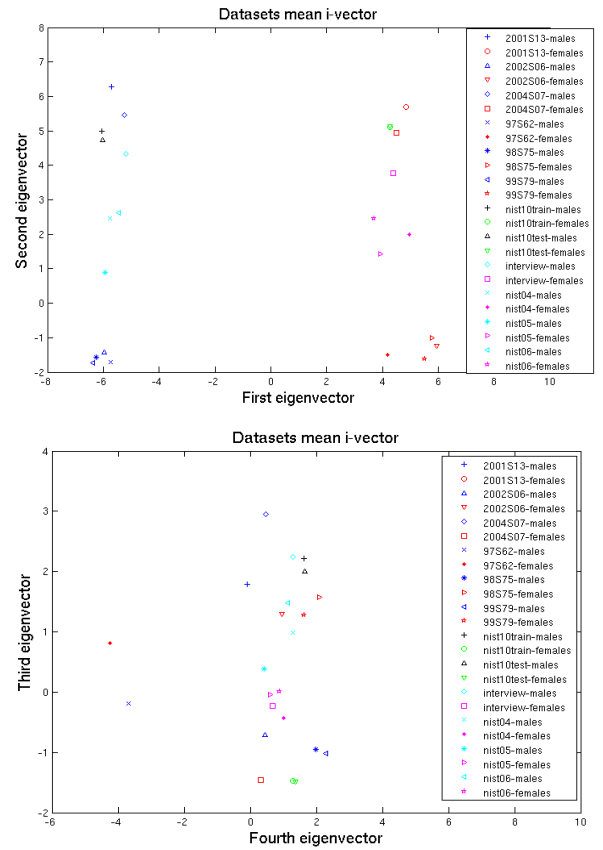 Datasets mean i-vector
8
7
6
5
4
3
2
1
0
-1
-2
Second eigenvector
-8
-6
-4
-2
0
2
4
6
8
10
First eigenvector
2001S13-males
2001S13-females
2002S06-males
2002S06-females
2004S07-males
2004S07-females
97S62-males
97S62-females
98S75-males
98S75-females
99S79-males
99S79-females
nist10train-males
nist10train-females
nist10test-males
nist10test-females
interview-males
interview-females
nist04-males
nist04-females
nist05-males
nist05-females
nist06-males
nist06-females
Datasets mean i-vector
4
3
2
1
0
-1
-2
Third eigenvector
-6
-4
-2
0
2
4
6
8
10
Fourth eigenvector
2001S13-males
2001S13-females
2002S06-males
2002S06-females
2004S07-males
2004S07-females
97S62-males
97S62-females
98S75-males
98S75-females
99S79-males
99S79-females
nist10train-males
nist10train-females
nist10test-males
nist10test-females
interview-males
interview-females
nist04-males
nist04-females
nist05-males
nist05-females
nist06-males
nist06-females